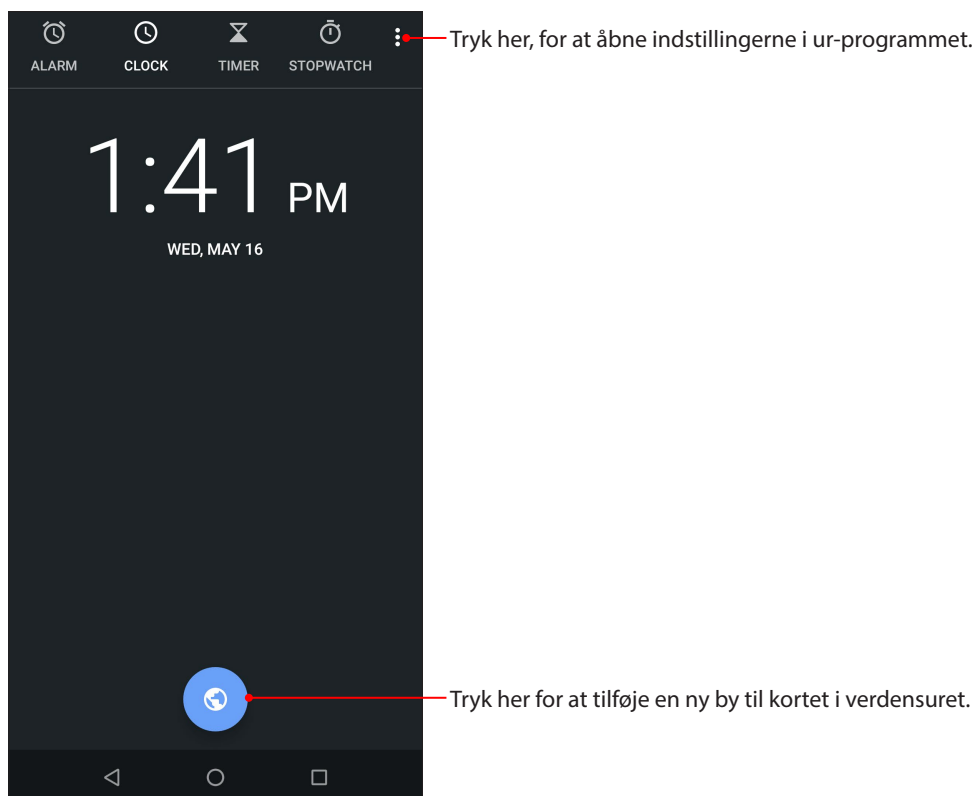 ALARM CLOCK TIMER STOPWATCH
Tryk her, for at åbne indstillingerne i ur-programmet.
1:41 PM
WED, MAY 16
Tryk her for at tilføje en ny by til kortet i verdensuret.